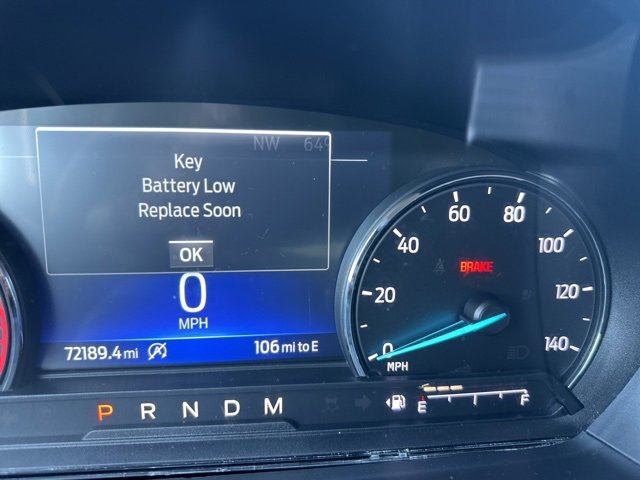 NW 64°
Key
Battery Low
Replace Soon
OK
0
MPH
72189.4 mi
106 mi to E
P R N D M
0 20 40 60 80 100 120 140
BRAKE
MPH
E F